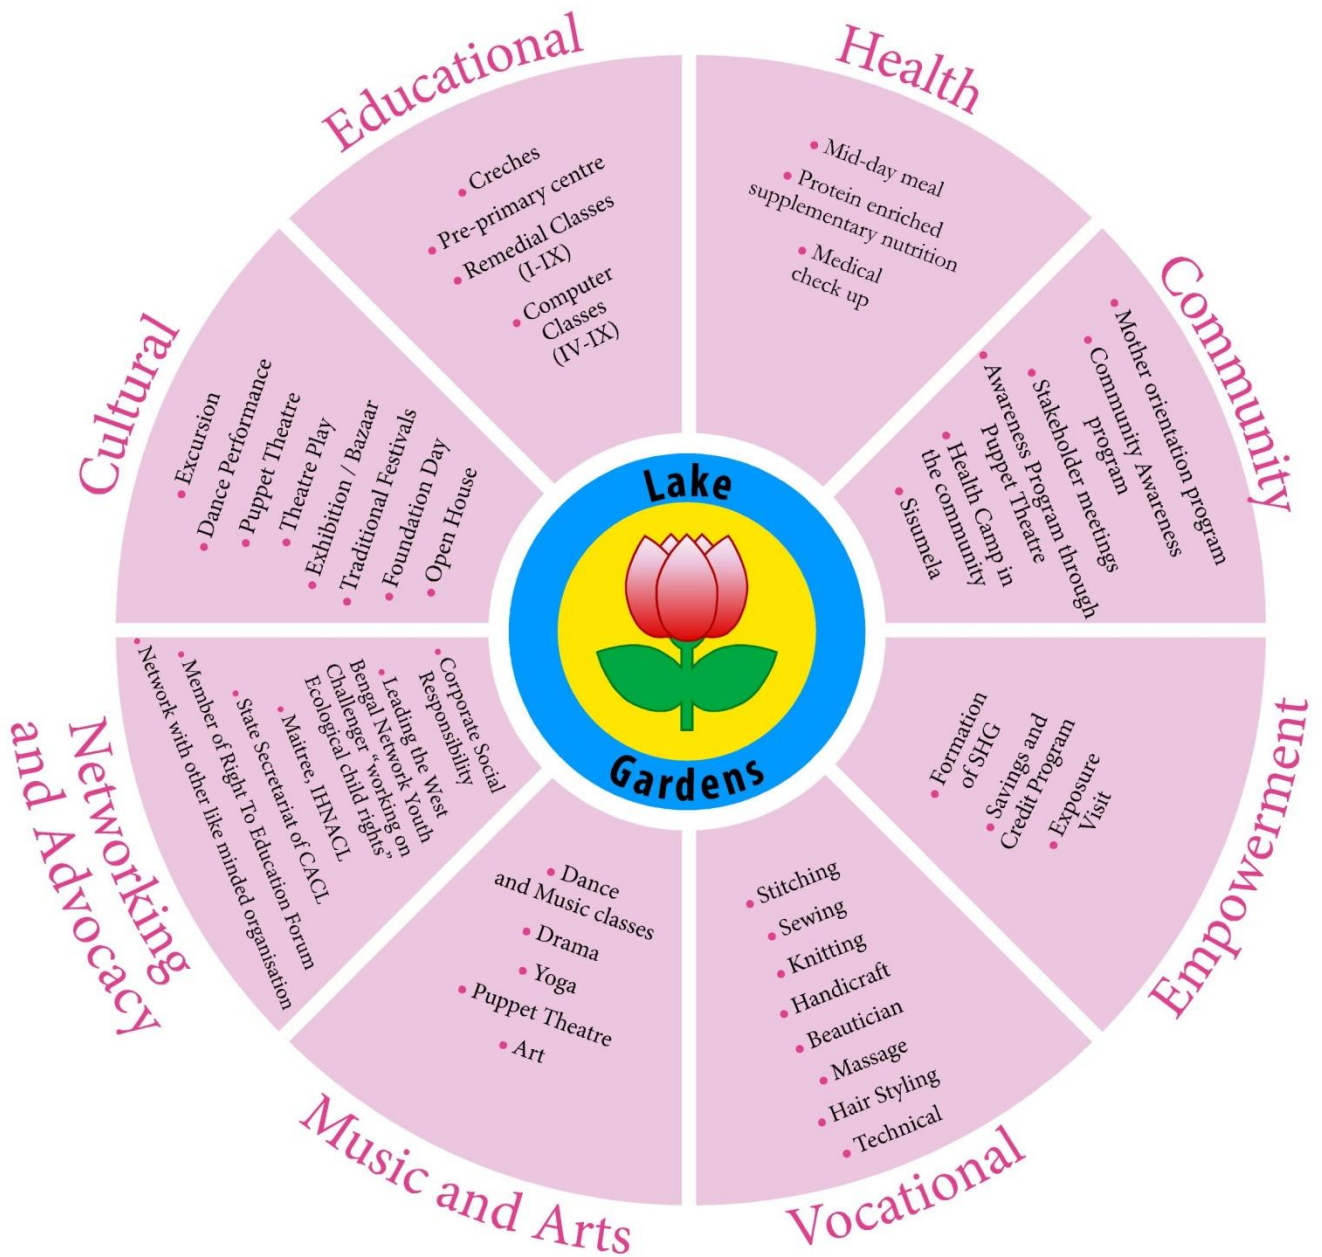 Lake
Gardens
Educational
• Creches
• Pre-primary centre
• Remedial Classes
(I-IX)
• Computer
Classes
(IV-IX)
Health
• Mid-day meal
• Protein enriched
supplementary nutrition
• Medical
check up
Community
• Mother orientation program
• Community Awareness
program
• Stakeholder meetings
• Awareness Program through
Puppet Theatre
• Health Camp in
the community
• Sisumela
Empowerment
• Formation
of SHG
• Savings and
Credit Program
• Exposure
Visit
Vocational
• Stitching
• Sewing
• Knitting
• Handicraft
• Beautician
• Massage
• Hair Styling
• Technical
Music and Arts
• Dance
and Music classes
• Drama
• Yoga
• Puppet Theatre
• Art
Networking
and Advocacy
• Corporate Social
Responsibility
• Leading the West
Bengal Network Youth
Challenger "working on
Ecological child rights"
• Maitree, IHNACL
• State Secretariat of CACL
• Member of Right To Education Forum
• Network with other like minded organisation
Cultural
• Excursion
• Dance Performance
• Puppet Theatre
• Theatre Play
• Exhibition / Bazaar
• Traditional Festivals
• Foundation Day
• Open House